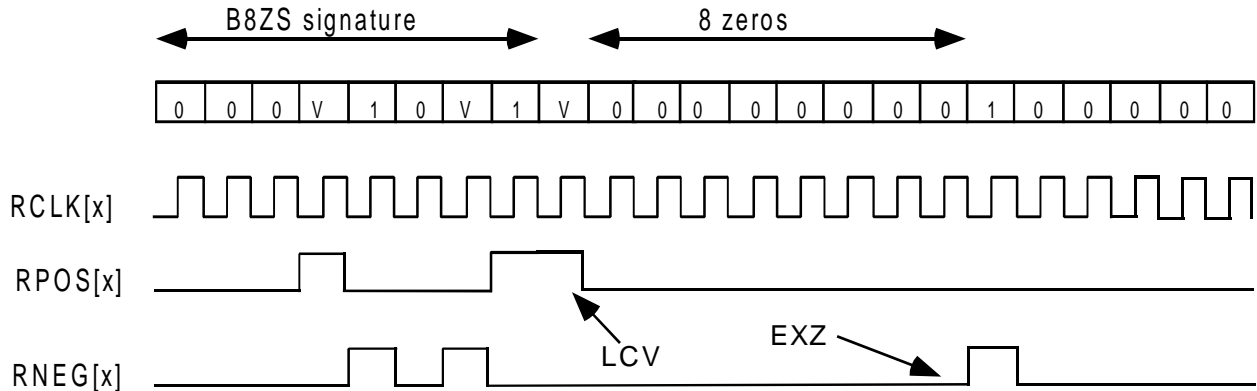 B8ZS signature 8 zeros
0 0 0 V 1 0 V 1 V 0 0 0 0 0 0 0 0 1 0 0 0 0 0
RCLK[x]
RPOS[x]
LCV
EXZ
RNEG[x]